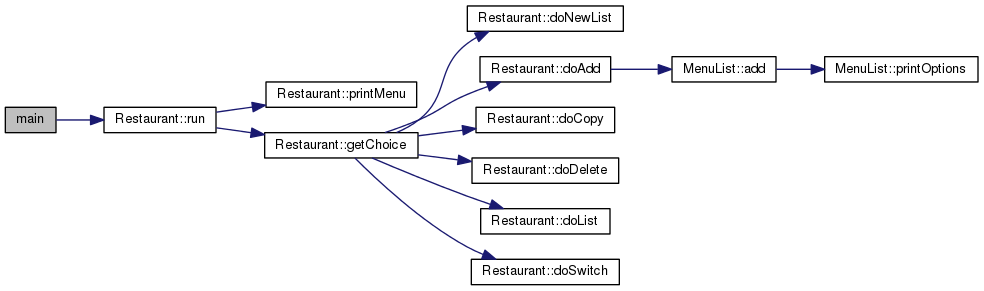 main
Restaurant::run
Restaurant::printMenu
Restaurant::getChoice
Restaurant::doNewList
Restaurant::doAdd
MenuList::add
MenuList::printOptions
Restaurant::doCopy
Restaurant::doDelete
Restaurant::doList
Restaurant::doSwitch